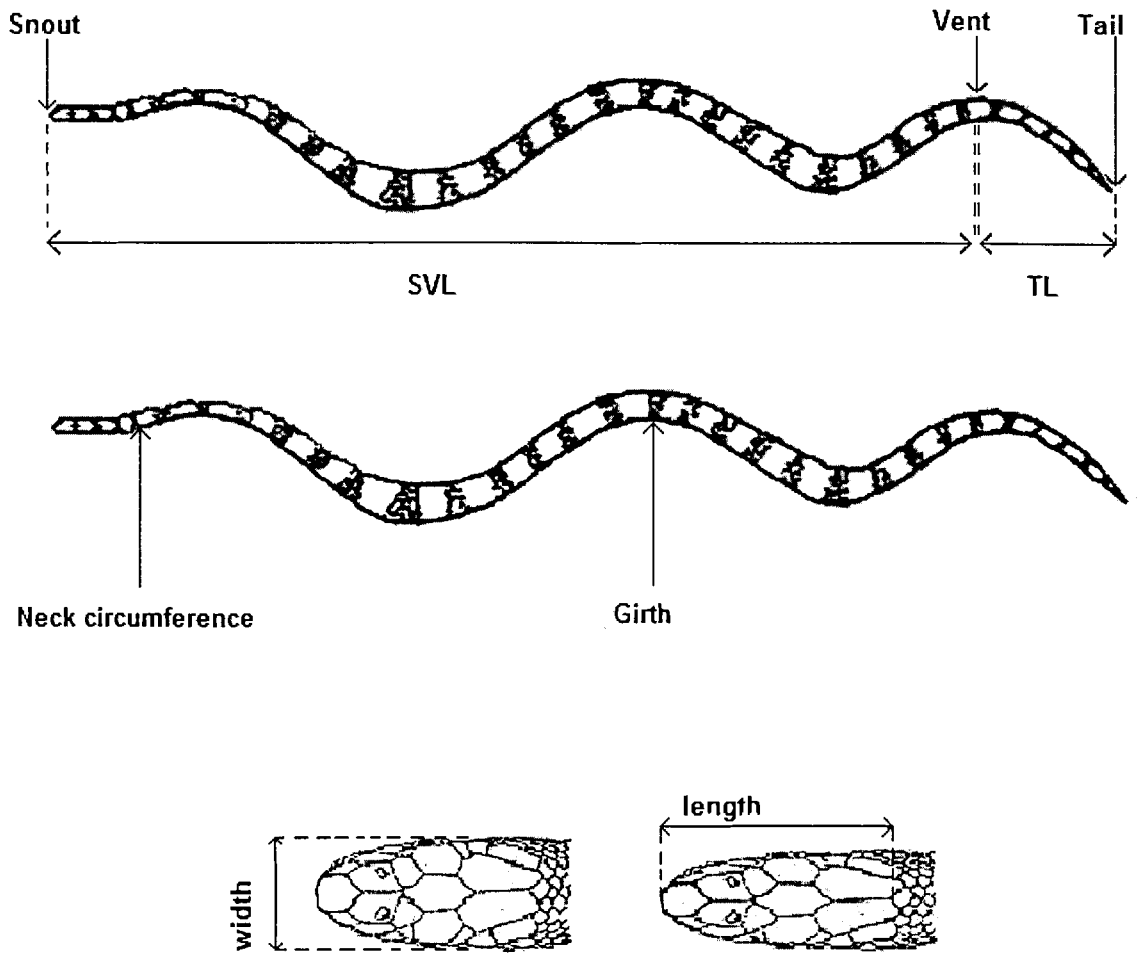 Snout
Vent
Tail
SVL
TL
Neck circumference
Girth
length
width